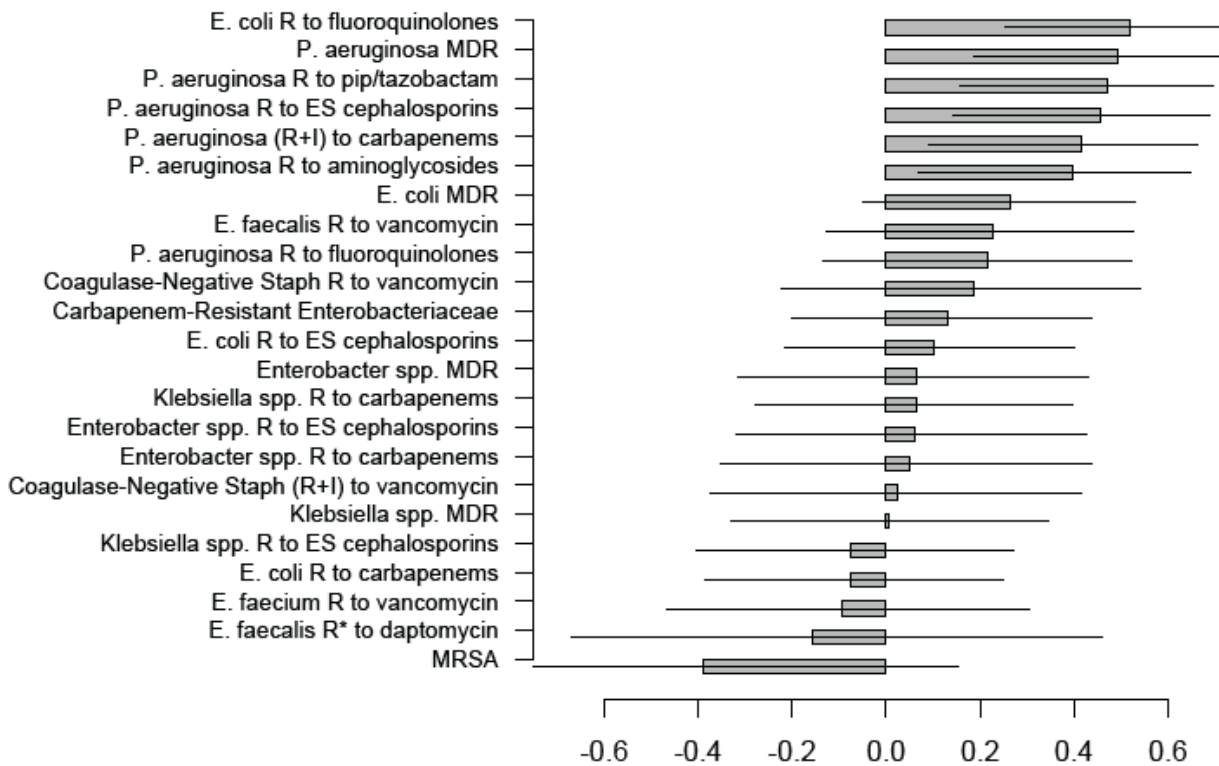 E. coli R to fluoroquinolones
P. aeruginosa MDR
P. aeruginosa R to pip/tazobactam
P. aeruginosa R to ES cephalosporins
P. aeruginosa (R+I) to carbapenems
P. aeruginosa R to aminoglycosides
E. coli MDR
E. faecalis R to vancomycin
P. aeruginosa R to fluoroquinolones
Coagulase-Negative Staph R to vancomycin
Carbapenem-Resistant Enterobacteriaceae
E. coli R to ES cephalosporins
Enterobacter spp. MDR
Klebsiella spp. R to carbapenems
Enterobacter spp. R to ES cephalosporins
Enterobacter spp. R to carbapenems
Coagulase-Negative Staph (R+I) to vancomycin
Klebsiella spp. MDR
Klebsiella spp. R to ES cephalosporins
E. coli R to carbapenems
E. faecium R to vancomycin
E. faecalis R* to daptomycin
MRSA
-0.6 -0.4 -0.2 0.0 0.2 0.4 0.6